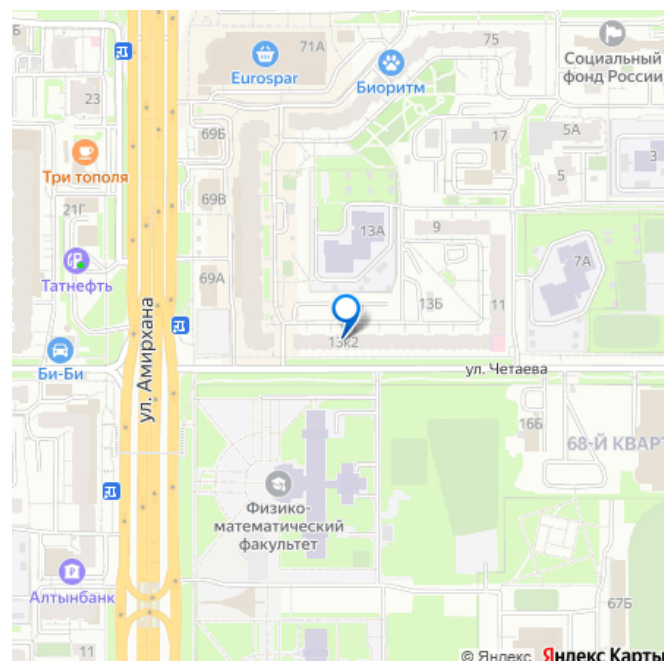 Б
71А
75
Eurospar
Биоритм
Социальный
фонд России
23
69Б
17
5А
3
Три тополя
5
21Г
69В
13А
9
7А
Татнефть
69А
13Б
11
ул. Амирхана
13к2
Би-Би
ул. Четаева
16Б
68-Й КВАРТ
Физико-
математический
факультет
Алтынбанк
67Б
11
© Яндекс Яндекс Карты